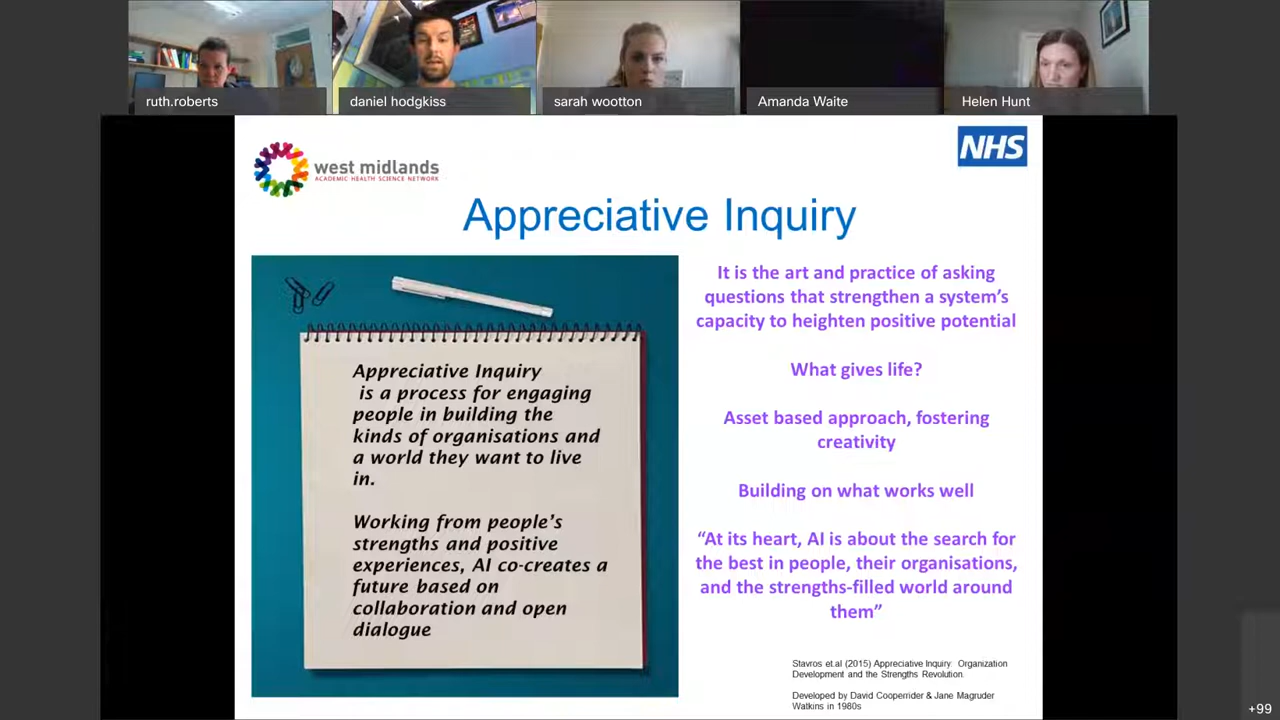 ruth.roberts
daniel hodgkiss
sarah wootton
Amanda Waite
Helen Hunt
west midlands
ACADEMIC HEALTH SCIENCE NETWORK
NHS
Appreciative Inquiry
Appreciative Inquiry
is a process for engaging
people in building the
kinds of organisations and
a world they want to live
in.
Working from people's
strengths and positive
experiences, AI co-creates a
future based on
collaboration and open
dialogue
It is the art and practice of asking
questions that strengthen a system's
capacity to heighten positive potential
What gives life?
Asset based approach, fostering
creativity
Building on what works well
“At its heart, AI is about the search for
the best in people, their organisations,
and the strengths-filled world around
them”
Stavros et.al (2015) Appreciative Inquiry: Organization
Development and the Strengths Revolution.
Developed by David Cooperrider & Jane Magruder
Watkins in 1980s
+99